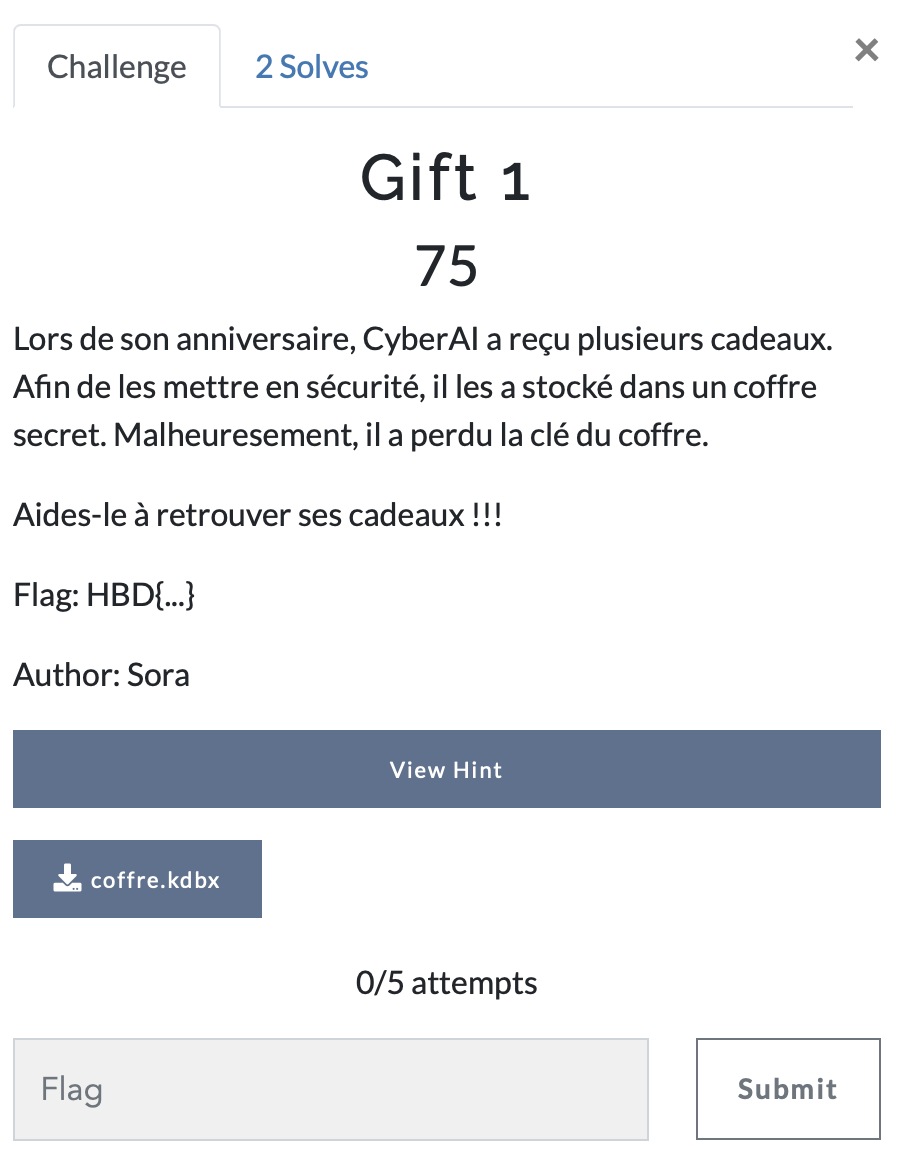 Challenge
2 Solves
×
Gift 1
75
Lors de son anniversaire, CyberAI a reçu plusieurs cadeaux.
Afin de les mettre en sécurité, il les a stocké dans un coffre
secret. Malheuresement, il a perdu la clé du coffre.
Aides-le à retrouver ses cadeaux !!!
Flag: HBD{...}
Author: Sora
View Hint
coffre.kdbx
0/5 attempts
Flag
Submit